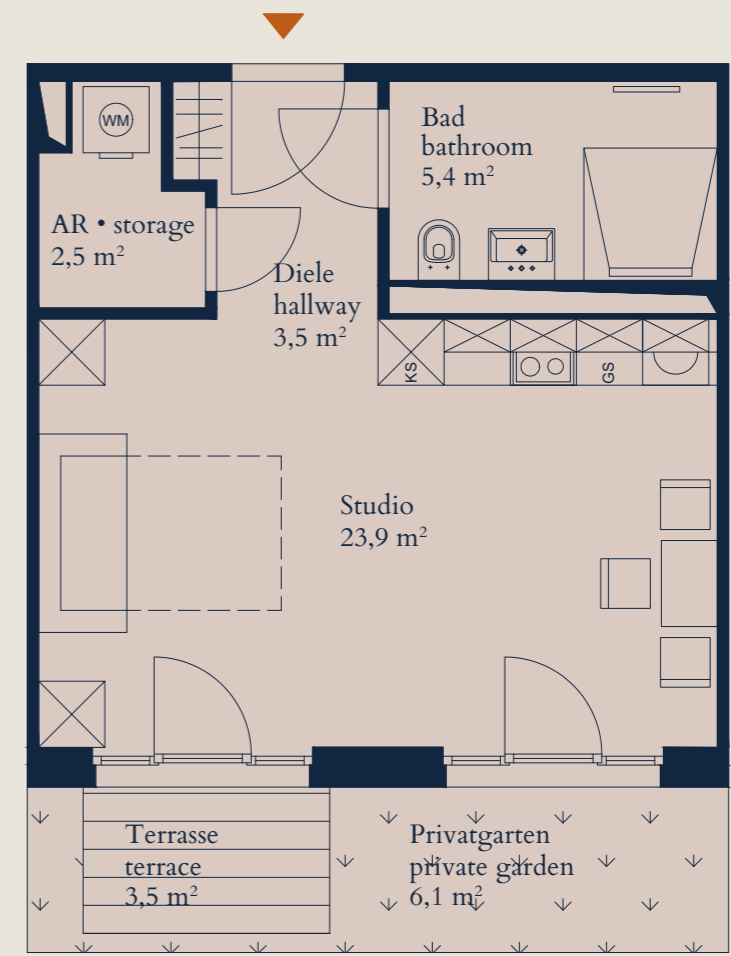 WM
Bad
bathroom
5,4 m²
AR • storage
2,5 m²
Diele
hallway
3,5 m²
KS
GS
Studio
23,9 m²
Terrasse
terrace
3,5 m²
Privatgarten
private garden
6,1 m²